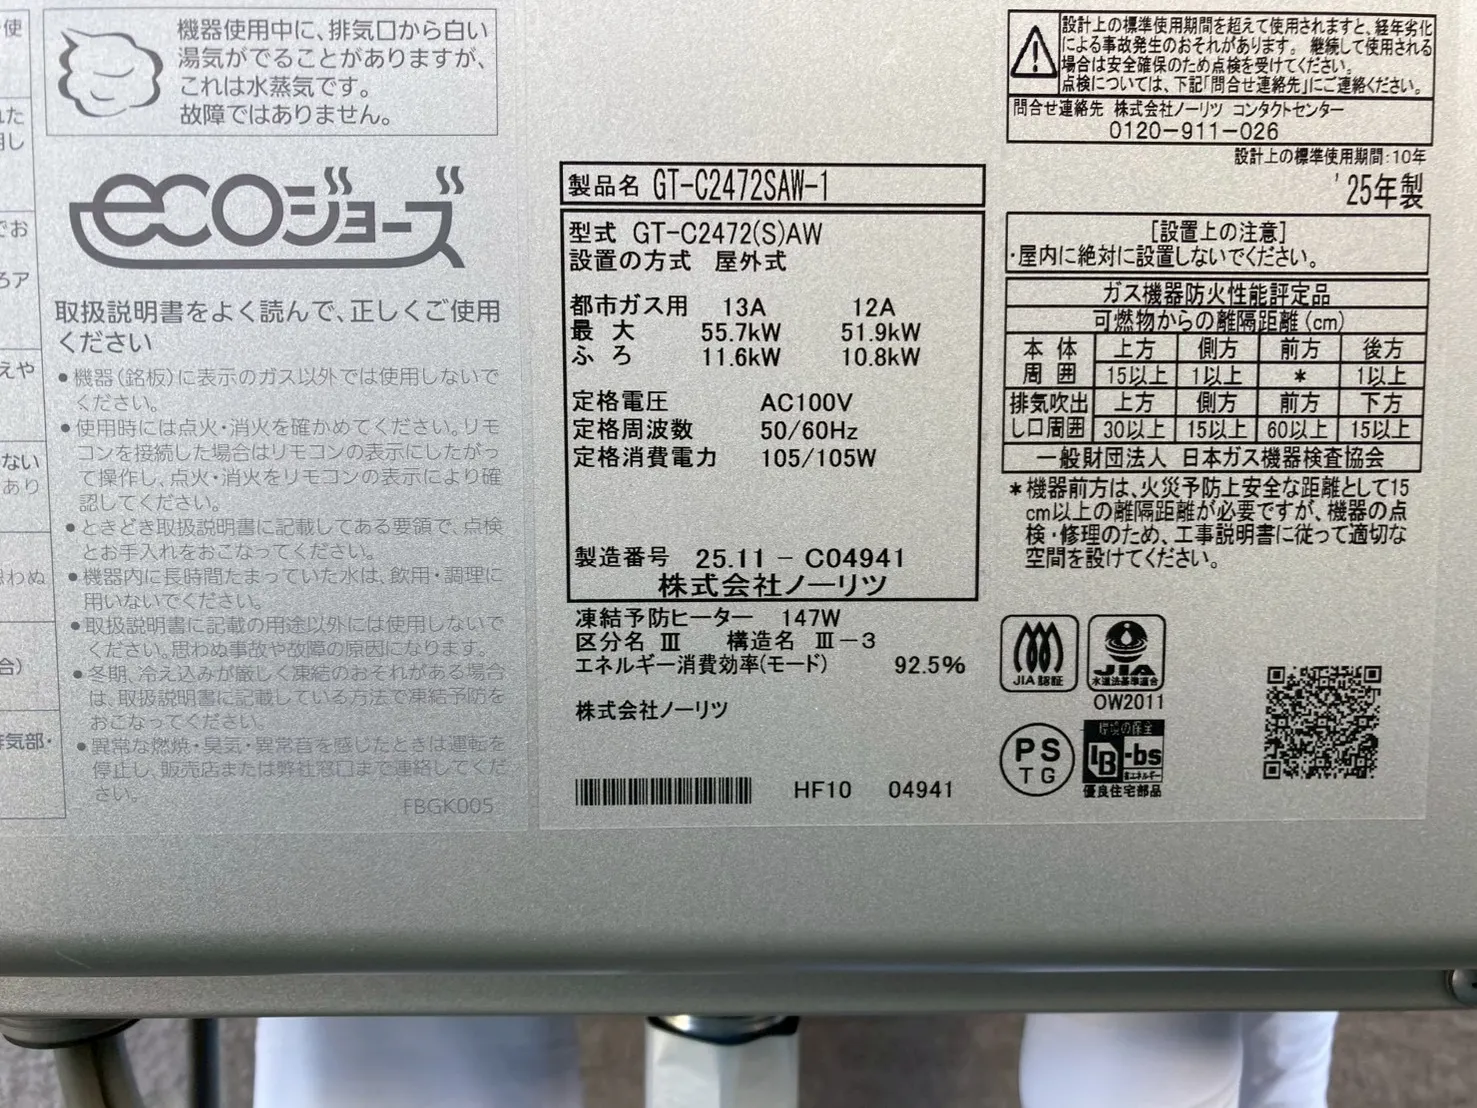 使
れた
用し
でお
ろア
えや
ない
あり
思わぬ
合)
排気部・
機器使用中に、排気口から白い
湯気がでることがありますが、
これは水蒸気です。
故障ではありません。
ecoジョーズ
取扱説明書をよく読んで、正しくご使用
ください
●機器(銘板)に表示のガス以外では使用しないで
ください。
●使用時には点火・消火を確かめてください。リモ
コンを接続した場合はリモコンの表示にしたがっ
て操作し、点火・消火をリモコンの表示により確
認してください。
●ときどき取扱説明書に記載してある要領で、点検
とお手入れをおこなってください。
●機器内に長時間たまっていた水は、飲用・調理に
用いないでください。
●取扱説明書に記載の用途以外には使用しないで
ください。思わぬ事故や故障の原因になります。
●冬期、冷え込みが厳しく凍結のおそれがある場合
は、取扱説明書に記載している方法で凍結予防を
おこなってください。
●異常な燃焼・臭気・異常音を感じたときは運転を
停止し、販売店または弊社窓口まで連絡してくだ
さい。
FBGK005
製品名 GT-C2472SAW-1
型式 GT-C2472(S)AW
設置の方式 屋外式
都市ガス用 13A 12A
最大 55.7kW 51.9kW
ふろ 11.6kW 10.8kW
定格電圧 AC100V
定格周波数 50/60Hz
定格消費電力 105/105W
製造番号 25.11 - C04941
株式会社ノーリツ
凍結予防ヒーター 147W
区分名 Ⅲ 構造名 Ⅲ-3
エネルギー消費効率(モード) 92.5%
株式会社ノーリツ
HF10 04941
設計上の標準使用期間を超えて使用されますと、経年劣化
による事故発生のおそれがあります。継続して使用される
場合は安全確保のため点検を受けてください。
点検については、下記「問合せ連絡先」にご連絡ください。
問合せ連絡先 株式会社ノーリツ コンタクトセンター
0120-911-026
設計上の標準使用期間:10年
'25年製
[設置上の注意]
・屋内に絶対に設置しないでください。
ガス機器防火性能評定品
可燃物からの離隔距離(cm)
本体 上方 側方 前方 後方
周囲 15以上 1以上 * 1以上
排気吹出 上方 側方 前方 下方
し口周囲 30以上 15以上 60以上 15以上
一般財団法人 日本ガス機器検査協会
*機器前方は、火災予防上安全な距離として15
cm以上の離隔距離が必要ですが、機器の点
検・修理のため、工事説明書に従って適切な
空間を設けてください。
JIA認証
JIA
水道法基準適合
OW2011
PS
TG
環境の保全
BL-bs
省エネルギー
優良住宅部品